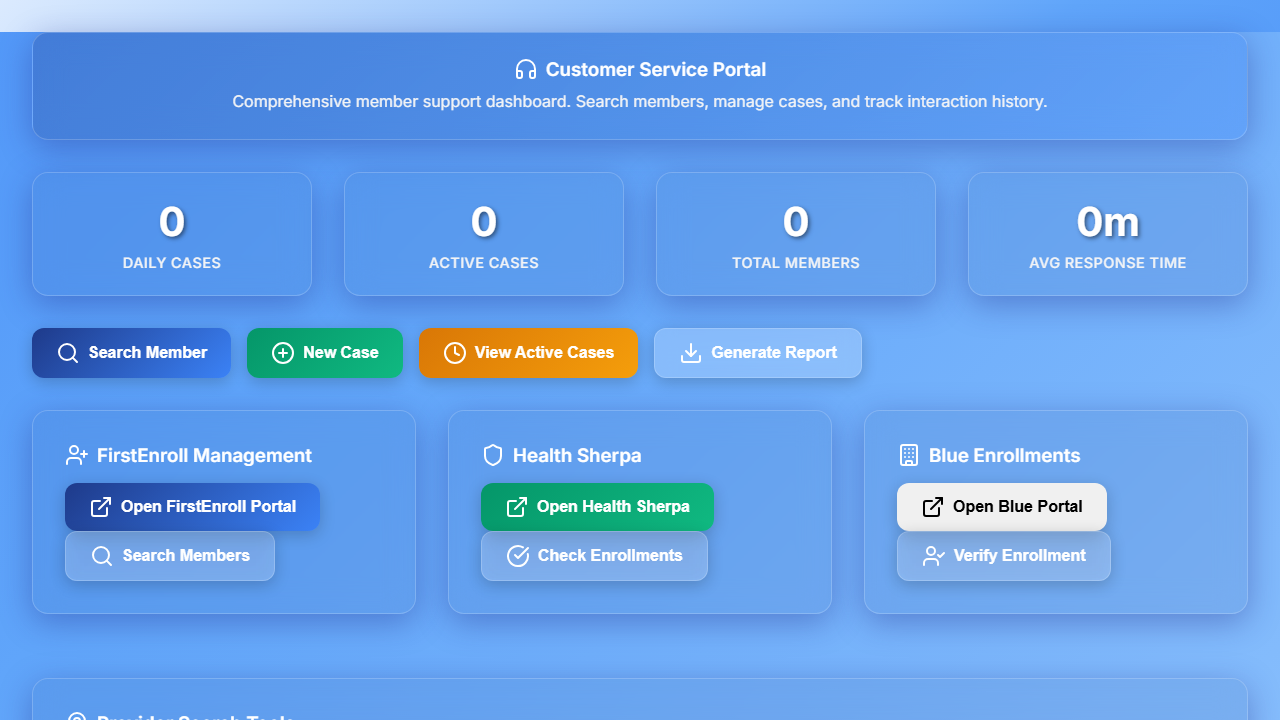 Customer Service Portal
Comprehensive member support dashboard. Search members, manage cases, and track interaction history.
0
DAILY CASES
0
ACTIVE CASES
0
TOTAL MEMBERS
0m
AVG RESPONSE TIME
Search Member
New Case
View Active Cases
Generate Report
FirstEnroll Management
Open FirstEnroll Portal
Search Members
Health Sherpa
Open Health Sherpa
Check Enrollments
Blue Enrollments
Open Blue Portal
Verify Enrollment
Provider Search Tools